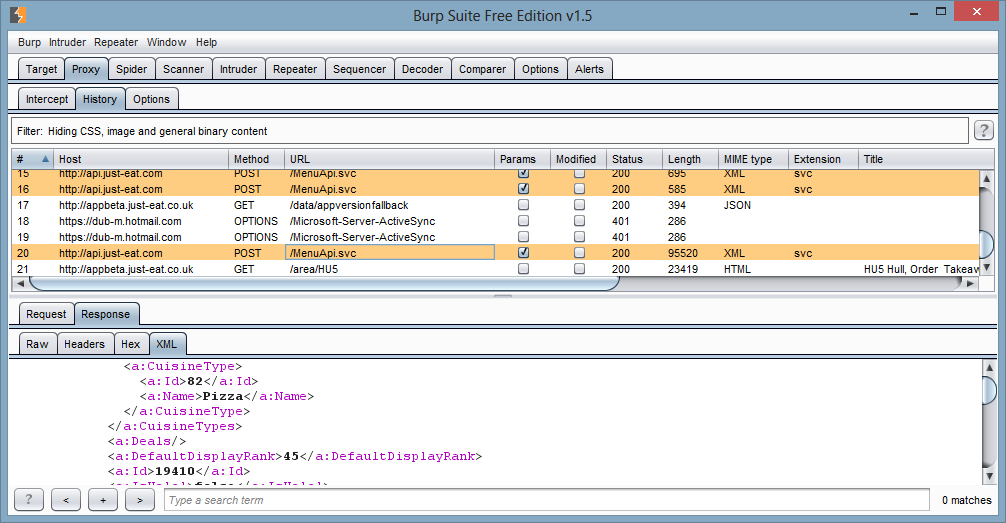 Burp Suite Free Edition v1.5
Burp Intruder Repeater Window Help
Target Proxy Spider Scanner Intruder Repeater Sequencer Decoder Comparer Options Alerts
Intercept History Options
Filter: Hiding CSS, image and general binary content ?
# Host Method URL Params Modified Status Length MIME type Extension Title
15 http://api.just-eat.com POST /MenuApi.svc 200 695 XML svc
16 http://api.just-eat.com POST /MenuApi.svc 200 585 XML svc
17 http://appbeta.just-eat.co.uk GET /data/appversionfallback 200 394 JSON
18 https://dub-m.hotmail.com OPTIONS /Microsoft-Server-ActiveSync 401 286
19 https://dub-m.hotmail.com OPTIONS /Microsoft-Server-ActiveSync 401 286
20 http://api.just-eat.com POST /MenuApi.svc 200 95520 XML svc
21 http://appbeta.just-eat.co.uk GET /area/HU5 200 23419 HTML HU5 Hull, Order Takeaw
Request Response
Raw Headers Hex XML
<a:CuisineType>
<a:Id>82</a:Id>
<a:Name>Pizza</a:Name>
</a:CuisineType>
</a:CuisineTypes>
<a:Deals/>
<a:DefaultDisplayRank>45</a:DefaultDisplayRank>
<a:Id>19410</a:Id>
? < + > Type a search term 0 matches